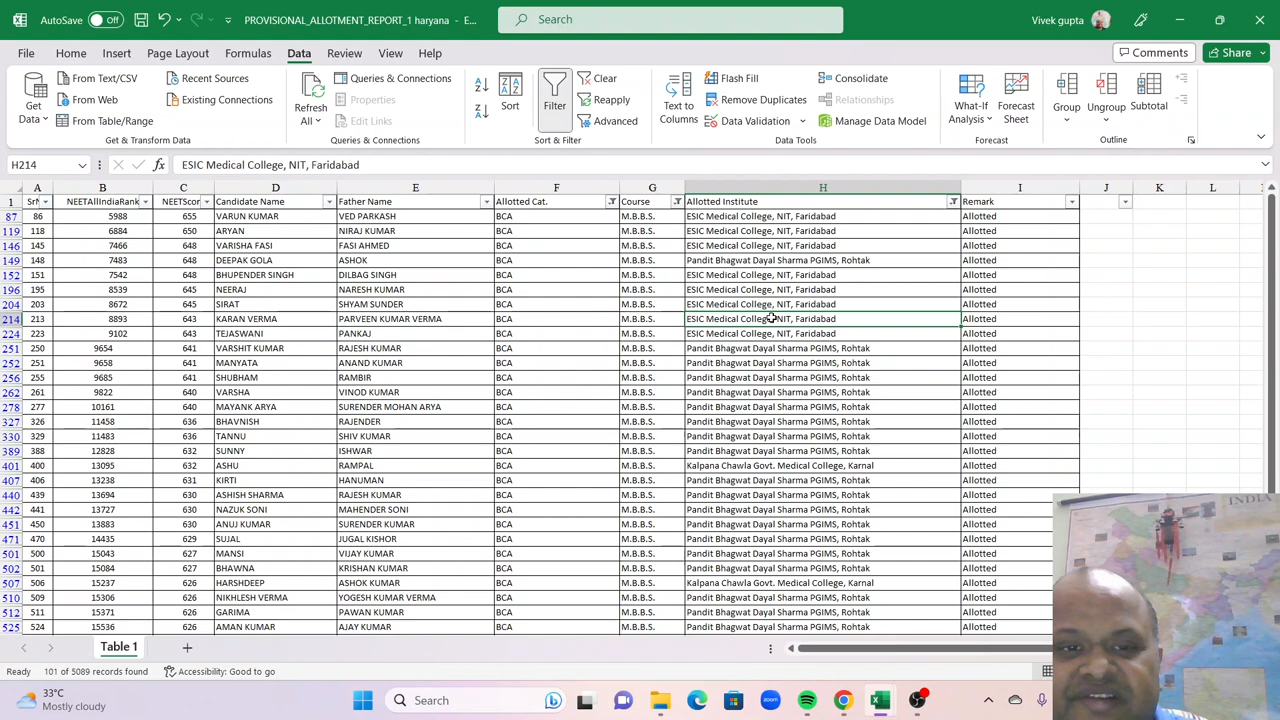 AutoSave Off PROVISIONAL_ALLOTMENT_REPORT_1 haryana - E... Search Vivek gupta
File Home Insert Page Layout Formulas Data Review View Help Comments Share
Get Data From Text/CSV From Web From Table/Range Recent Sources Existing Connections Refresh All Queries & Connections Properties Edit Links Sort Filter Clear Reapply Advanced Text to Columns Flash Fill Remove Duplicates Data Validation Consolidate Relationships Manage Data Model What-If Analysis Forecast Sheet Group Ungroup Subtotal
Get & Transform Data Queries & Connections Sort & Filter Data Tools Forecast Outline
H214 fx ESIC Medical College, NIT, Faridabad
A B C D E F G H I J K L M
1 NEETAllIndiaRank NEETScor Candidate Name Father Name Allotted Cat. Course Allotted Institute Remark
87 86 5988 655 VARUN KUMAR VED PARKASH BCA M.B.B.S. ESIC Medical College, NIT, Faridabad Allotted
119 118 6884 650 ARYAN NIRAJ KUMAR BCA M.B.B.S. ESIC Medical College, NIT, Faridabad Allotted
146 145 7466 648 VARISHA FASI FASI AHMED BCA M.B.B.S. ESIC Medical College, NIT, Faridabad Allotted
149 148 7483 648 DEEPAK GOLA ASHOK BCA M.B.B.S. Pandit Bhagwat Dayal Sharma PGIMS, Rohtak Allotted
152 151 7542 648 BHUPENDER SINGH DILBAG SINGH BCA M.B.B.S. ESIC Medical College, NIT, Faridabad Allotted
196 195 8539 645 NEERAJ NARESH KUMAR BCA M.B.B.S. ESIC Medical College, NIT, Faridabad Allotted
204 203 8672 645 SIRAT SHYAM SUNDER BCA M.B.B.S. ESIC Medical College, NIT, Faridabad Allotted
214 213 8893 643 KARAN VERMA PARVEEN KUMAR VERMA BCA M.B.B.S. ESIC Medical College, NIT, Faridabad Allotted
224 223 9102 643 TEJASWANI PANKAJ BCA M.B.B.S. ESIC Medical College, NIT, Faridabad Allotted
251 250 9654 641 VARSHIT KUMAR RAJESH KUMAR BCA M.B.B.S. Pandit Bhagwat Dayal Sharma PGIMS, Rohtak Allotted
252 251 9658 641 MANYATA ANAND KUMAR BCA M.B.B.S. Pandit Bhagwat Dayal Sharma PGIMS, Rohtak Allotted
256 255 9685 641 SHUBHAM RAMBIR BCA M.B.B.S. Pandit Bhagwat Dayal Sharma PGIMS, Rohtak Allotted
262 261 9822 640 VARSHA VINOD KUMAR BCA M.B.B.S. Pandit Bhagwat Dayal Sharma PGIMS, Rohtak Allotted
278 277 10161 640 MAYANK ARYA SURENDER MOHAN ARYA BCA M.B.B.S. Pandit Bhagwat Dayal Sharma PGIMS, Rohtak Allotted
327 326 11458 636 BHAVNISH RAJENDER BCA M.B.B.S. Pandit Bhagwat Dayal Sharma PGIMS, Rohtak Allotted
330 329 11483 636 TANNU SHIV KUMAR BCA M.B.B.S. Pandit Bhagwat Dayal Sharma PGIMS, Rohtak Allotted
389 388 12828 632 SUNNY ISHWAR BCA M.B.B.S. Pandit Bhagwat Dayal Sharma PGIMS, Rohtak Allotted
401 400 13095 632 ASHU RAMPAL BCA M.B.B.S. Kalpana Chawla Govt. Medical College, Karnal Allotted
407 406 13238 631 KIRTI HANUMAN BCA M.B.B.S. Pandit Bhagwat Dayal Sharma PGIMS, Rohtak Allotted
440 439 13694 630 ASHISH SHARMA RAJESH KUMAR BCA M.B.B.S. Pandit Bhagwat Dayal Sharma PGIMS, Rohtak Allotted
442 441 13727 630 NAZUK SONI MAHENDER SONI BCA M.B.B.S. Pandit Bhagwat Dayal Sharma PGIMS, Rohtak Allotted
451 450 13883 630 ANUJ KUMAR SURENDER KUMAR BCA M.B.B.S. Pandit Bhagwat Dayal Sharma PGIMS, Rohtak Allotted
471 470 14435 629 SUJAL JUGAL KISHOR BCA M.B.B.S. Pandit Bhagwat Dayal Sharma PGIMS, Rohtak Allotted
501 500 15043 627 MANSI VIJAY KUMAR BCA M.B.B.S. Pandit Bhagwat Dayal Sharma PGIMS, Rohtak Allotted
502 501 15084 627 BHAWNA KRISHAN KUMAR BCA M.B.B.S. Pandit Bhagwat Dayal Sharma PGIMS, Rohtak Allotted
507 506 15237 626 HARSHDEEP ASHOK KUMAR BCA M.B.B.S. Kalpana Chawla Govt. Medical College, Karnal Allotted
510 509 15306 626 NIKHLESH VERMA YOGESH KUMAR VERMA BCA M.B.B.S. Pandit Bhagwat Dayal Sharma PGIMS, Rohtak Allotted
512 511 15371 626 GARIMA PAWAN KUMAR BCA M.B.B.S. Pandit Bhagwat Dayal Sharma PGIMS, Rohtak Allotted
525 524 15536 626 AMAN KUMAR AJAY KUMAR BCA M.B.B.S. Pandit Bhagwat Dayal Sharma PGIMS, Rohtak Allotted
INDIA
Table 1
Ready 101 of 5089 records found Accessibility: Good to go
33°C
Mostly cloudy
Search zoom